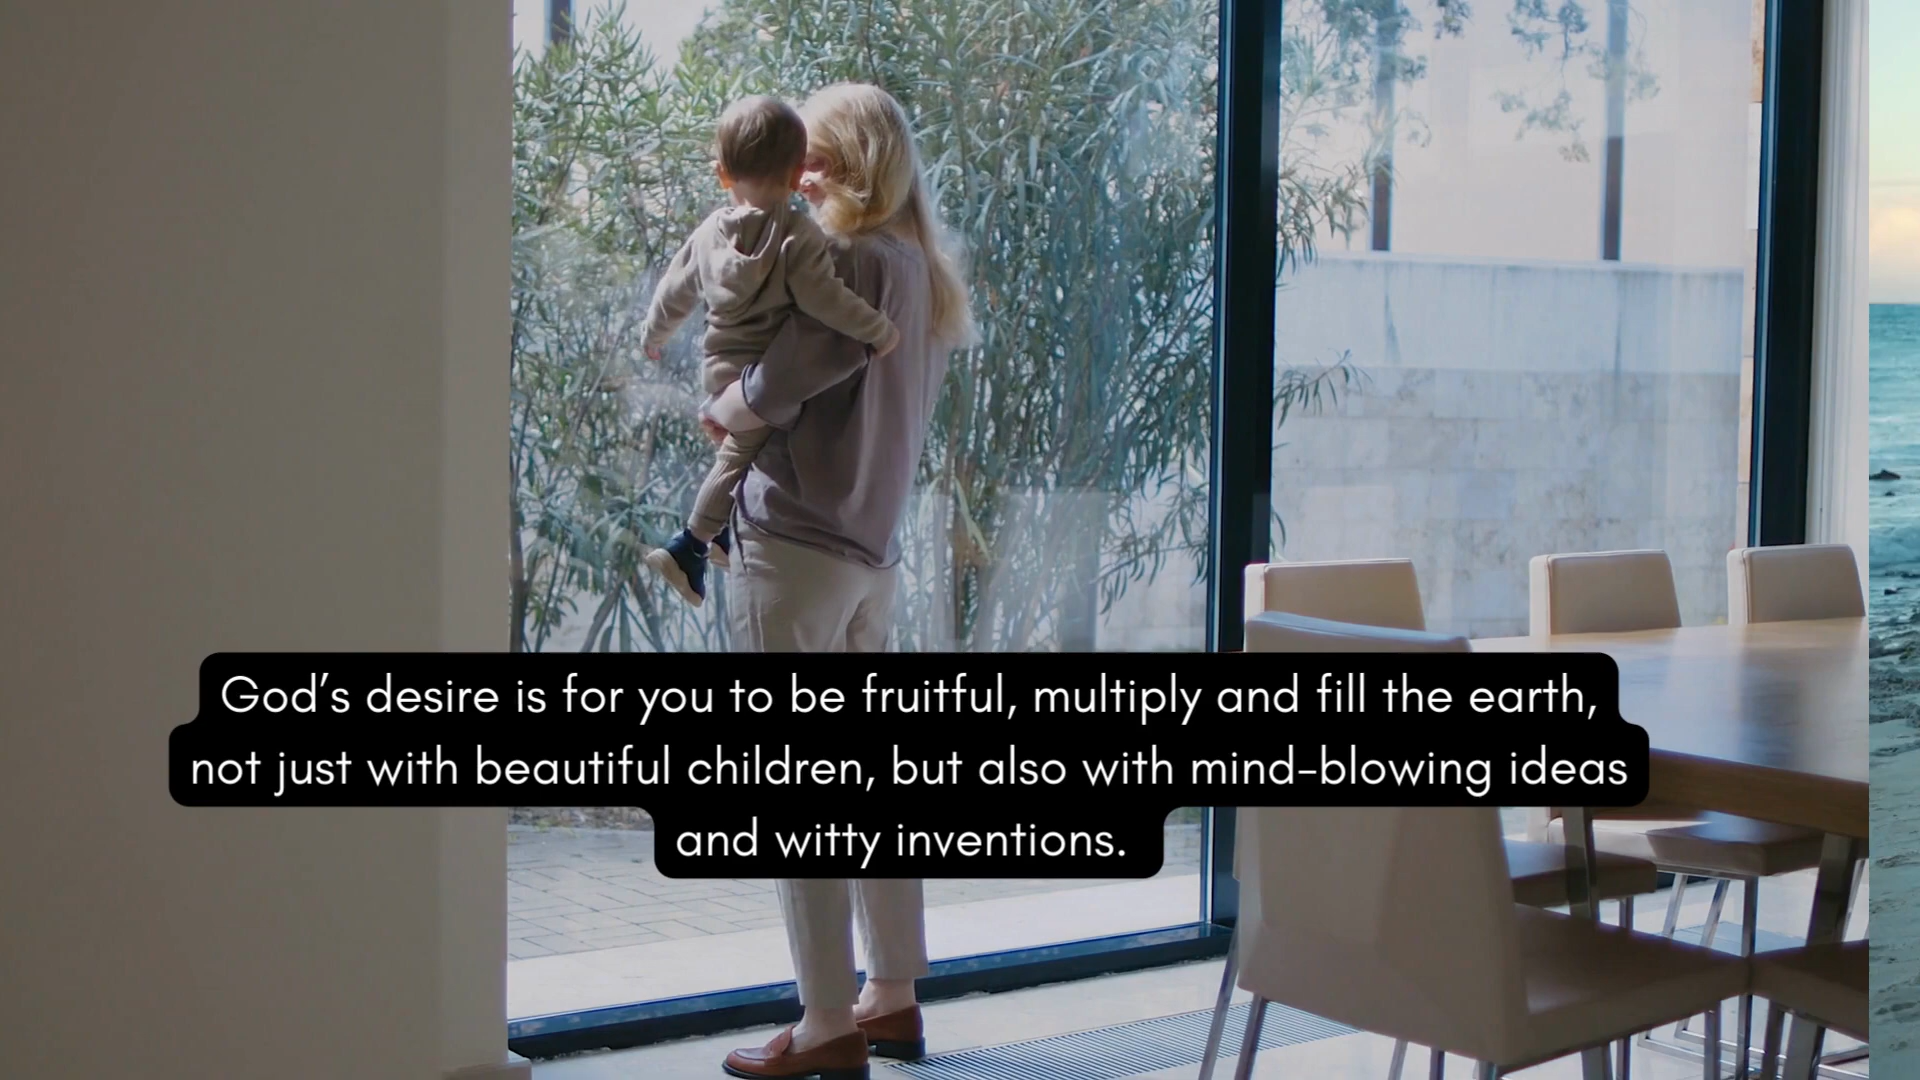 God’s desire is for you to be fruitful, multiply and fill the earth,
not just with beautiful children, but also with mind-blowing ideas
and witty inventions.